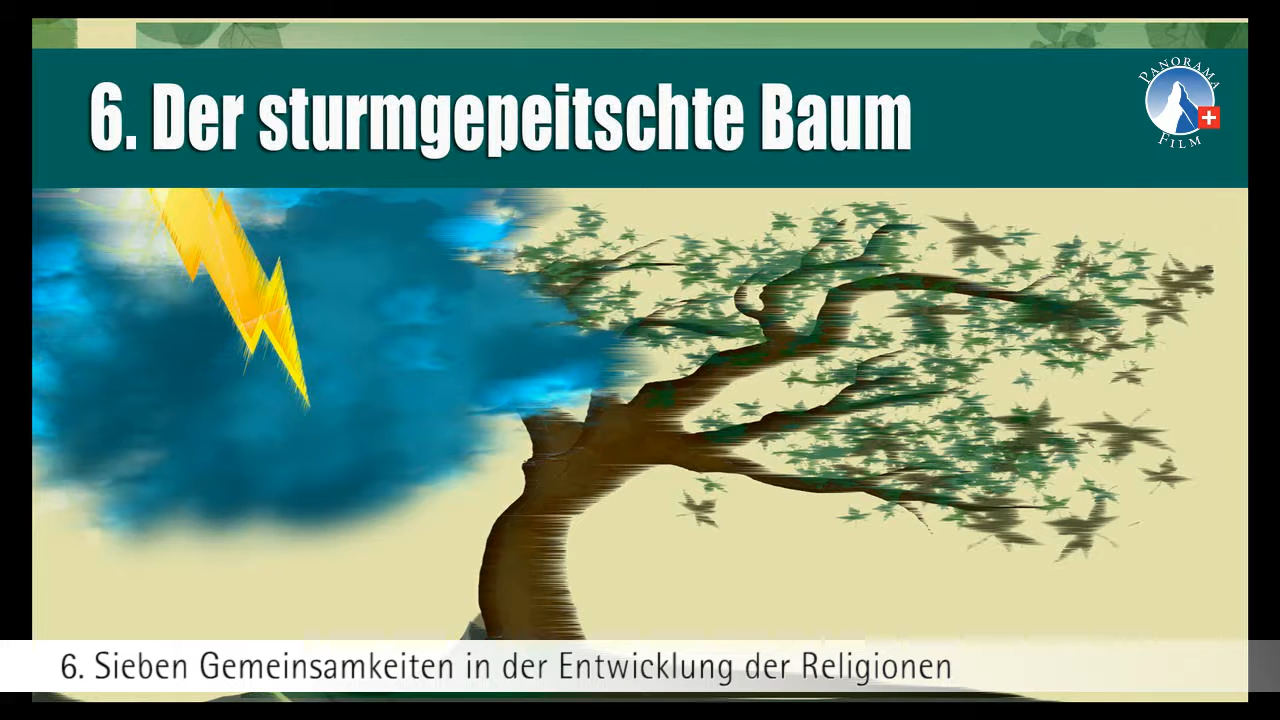 6. Der sturmgepeitschte Baum
PANORAMA
FILM
6. Sieben Gemeinsamkeiten in der Entwicklung der Religionen